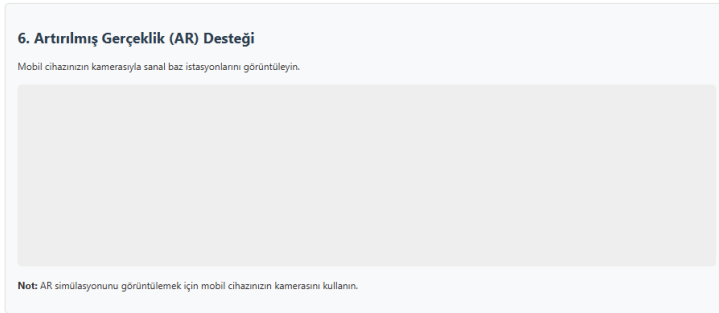 6. Artırılmış Gerçeklik (AR) Desteği
Mobil cihazınızın kamerasıyla sanal baz istasyonlarını görüntüleyin.
Not: AR simülasyonunu görüntülemek için mobil cihazınızın kamerasını kullanın.